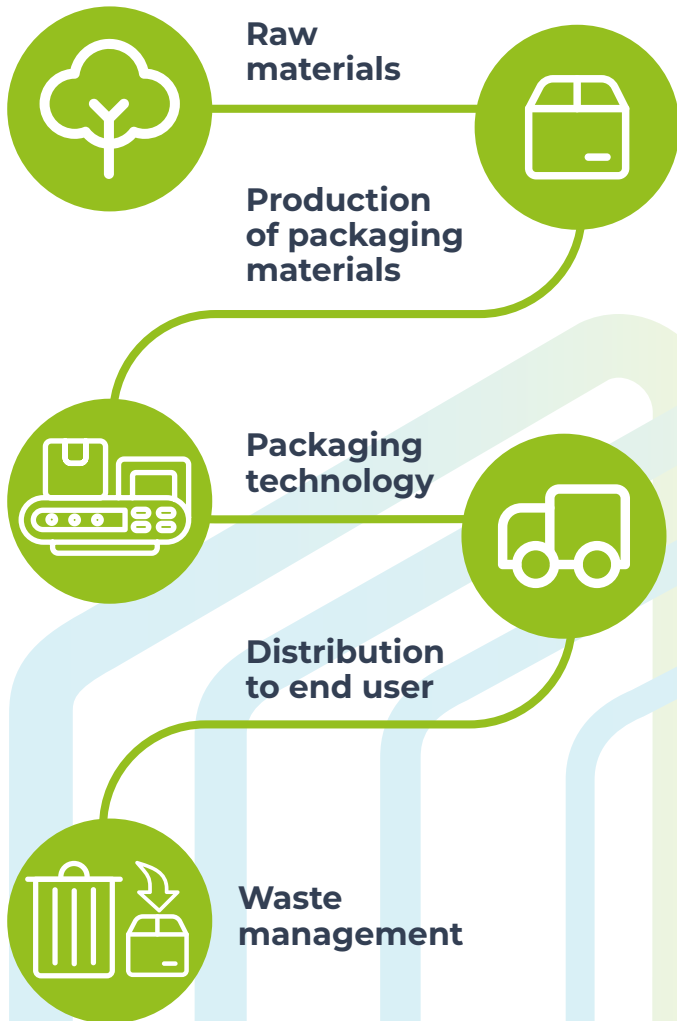 Raw
materials
Production
of packaging
materials
Packaging
technology
Distribution
to end user
Waste
management